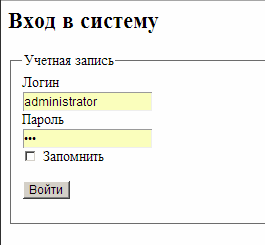 Вход в систему
Учетная запись
Логин
administrator
Пароль
•••
Запомнить
Войти